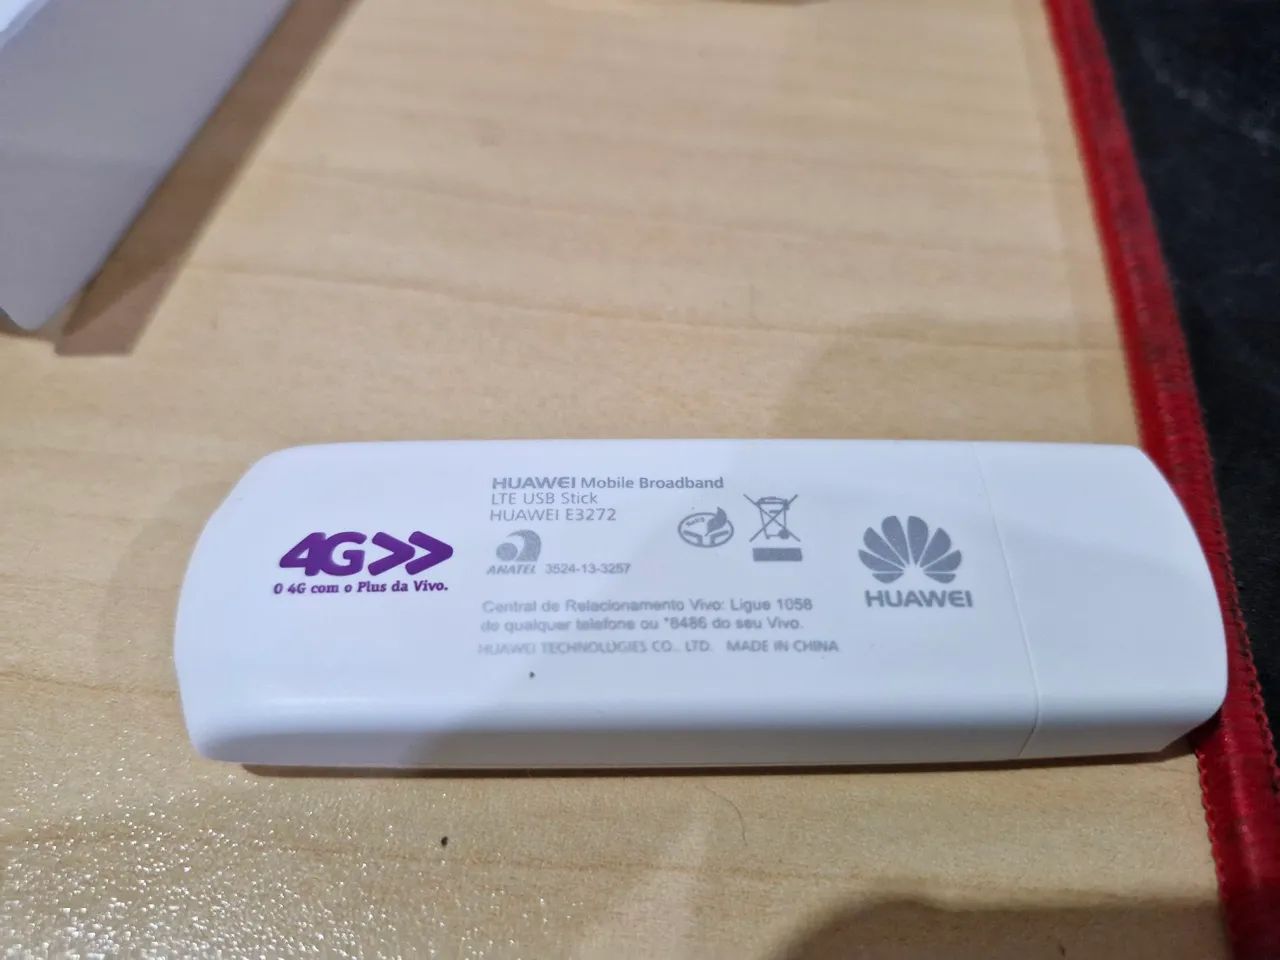 4G>>
O 4G com o Plus da Vivo.
HUAWEI Mobile Broadband
LTE USB Stick
HUAWEI E3272
ANATEL 3524-13-3257
Central de Relacionamento Vivo: Ligue 1058
de qualquer telefone ou *8486 do seu Vivo.
HUAWEI TECHNOLOGIES CO., LTD. MADE IN CHINA
HUAWEI